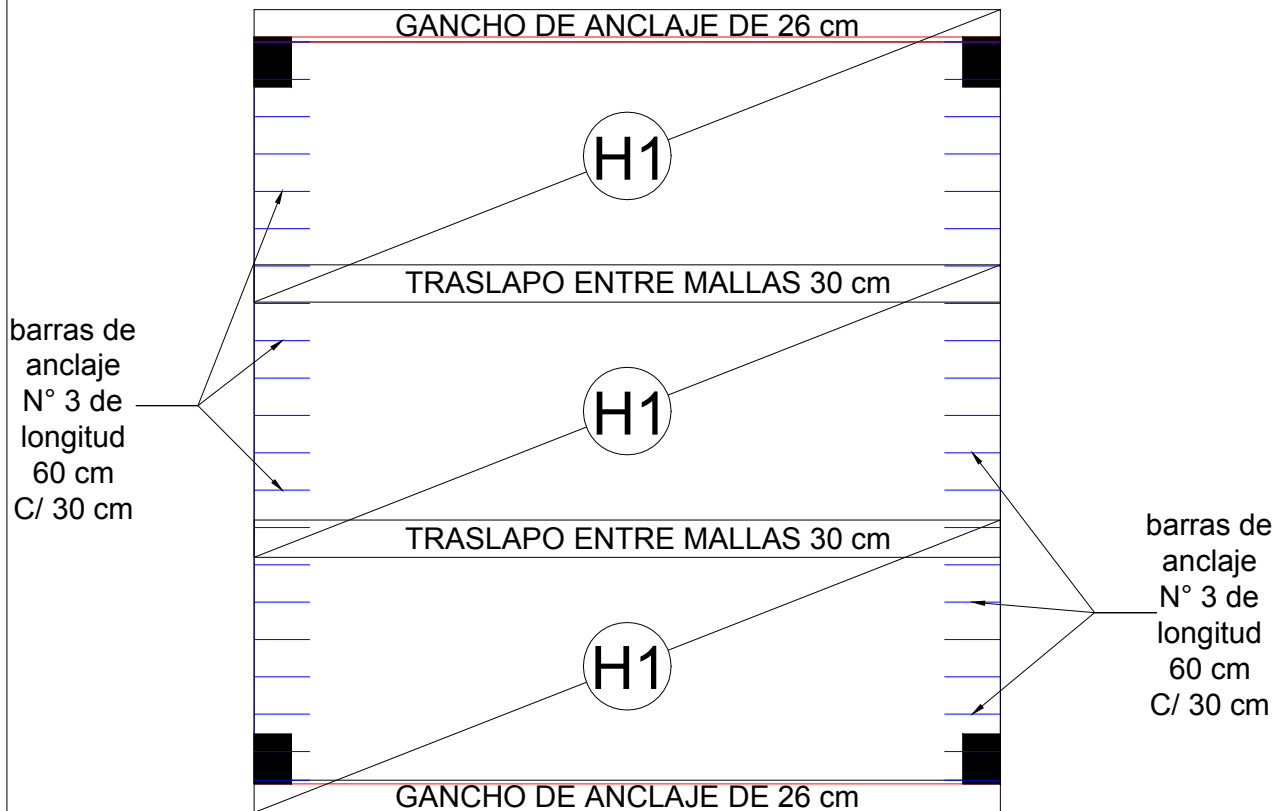 GANCHO DE ANCLAJE DE 26 cm
H1
TRASLAPO ENTRE MALLAS 30 cm
barras de
anclaje
N° 3 de
longitud
60 cm
C/ 30 cm
H1
TRASLAPO ENTRE MALLAS 30 cm
barras de
anclaje
N° 3 de
longitud
60 cm
C/ 30 cm
H1
GANCHO DE ANCLAJE DE 26 cm